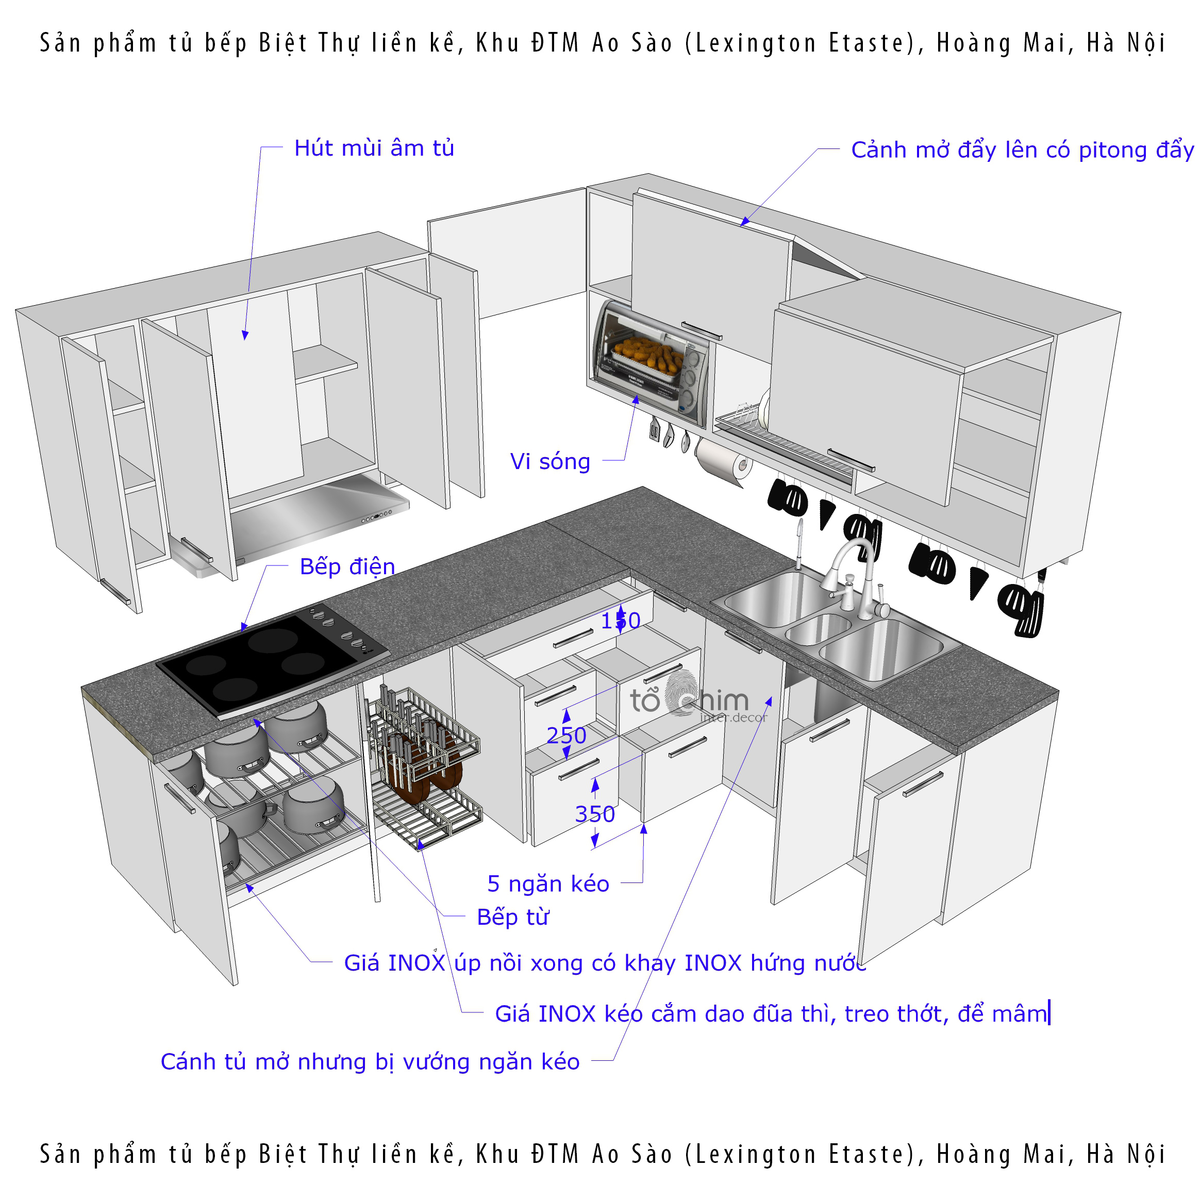 Sản phẩm tủ bếp Biệt Thự liền kề, Khu ĐTM Ao Sào (Lexington Etaste), Hoàng Mai, Hà Nội
Hút mùi âm tủ
Cảnh mở đẩy lên có pitong đẩy
Vi sóng
Bếp điện
150
tổ chim
inter.decor
250
350
5 ngăn kéo
Bếp từ
Giá INOX úp nồi xong có khay INOX hứng nước
Giá INOX kéo cắm dao đũa thì, treo thớt, để mâm
Cánh tủ mở nhưng bị vướng ngăn kéo
Sản phẩm tủ bếp Biệt Thự liền kề, Khu ĐTM Ao Sào (Lexington Etaste), Hoàng Mai, Hà Nội